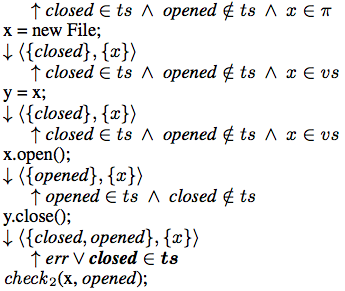 ↑ closed ∈ ts ∧ opened ∉ ts ∧ x ∈ π
x = new File;
↓ ⟨{closed}, {x}⟩
↑ closed ∈ ts ∧ opened ∉ ts ∧ x ∈ vs
y = x;
↓ ⟨{closed}, {x}⟩
↑ closed ∈ ts ∧ opened ∉ ts ∧ x ∈ vs
x.open();
↓ ⟨{opened}, {x}⟩
↑ opened ∈ ts ∧ closed ∉ ts
y.close();
↓ ⟨{closed, opened}, {x}⟩
↑ err ∨ closed ∈ ts
check₂(x, opened);